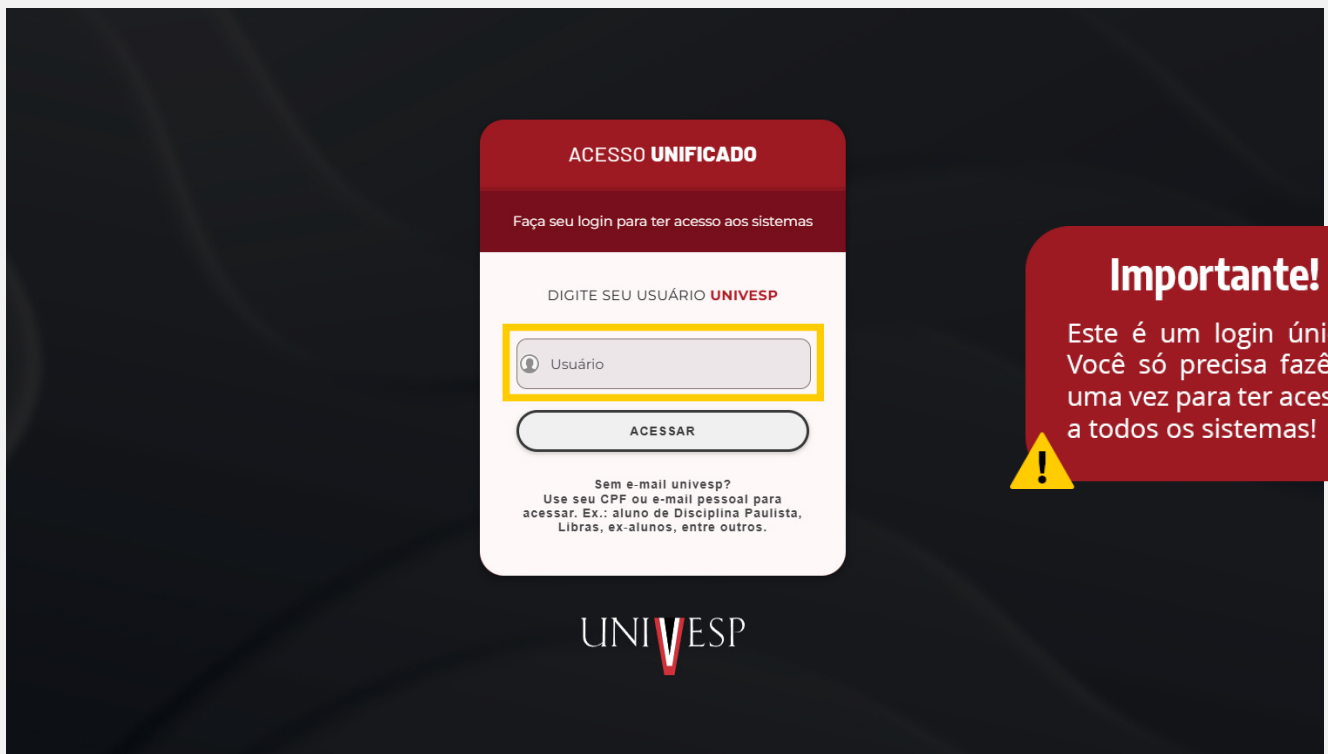 ACESSO UNIFICADO
Faça seu login para ter acesso aos sistemas
DIGITE SEU USUÁRIO UNIVESP
Usuário
ACESSAR
Sem e-mail univesp?
Use seu CPF ou e-mail pessoal para
acessar. Ex.: aluno de Disciplina Paulista,
Libras, ex-alunos, entre outros.
UNIVESP
Importante!
Este é um login
Você só precisa
uma vez para ter
a todos os sistemas!